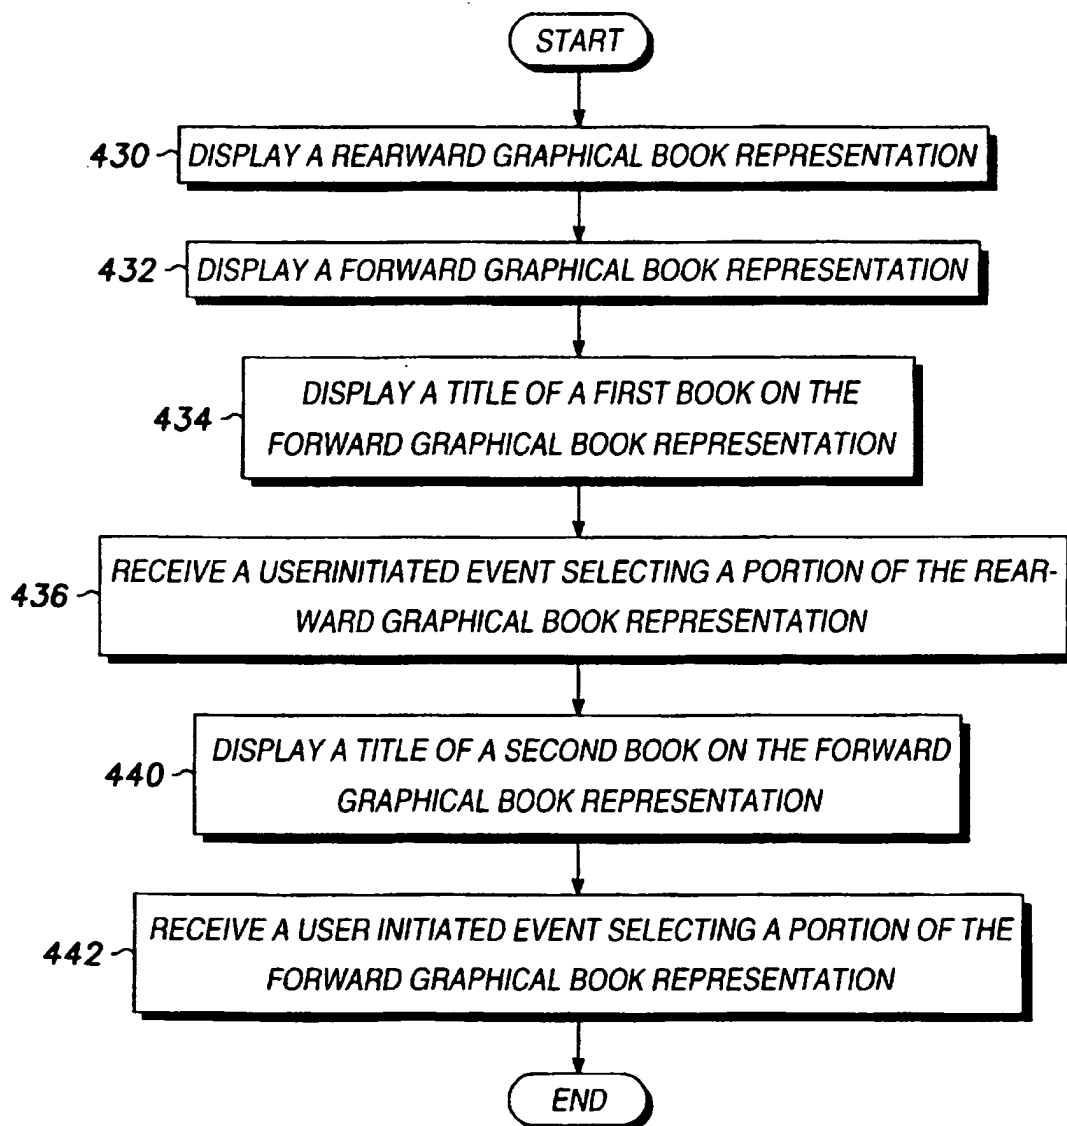 START
430 DISPLAY A REARWARD GRAPHICAL BOOK REPRESENTATION
432 DISPLAY A FORWARD GRAPHICAL BOOK REPRESENTATION
434 DISPLAY A TITLE OF A FIRST BOOK ON THE
FORWARD GRAPHICAL BOOK REPRESENTATION
436 RECEIVE A USERINITIATED EVENT SELECTING A PORTION OF THE REAR-
WARD GRAPHICAL BOOK REPRESENTATION
440 DISPLAY A TITLE OF A SECOND BOOK ON THE FORWARD
GRAPHICAL BOOK REPRESENTATION
442 RECEIVE A USER INITIATED EVENT SELECTING A PORTION OF THE
FORWARD GRAPHICAL BOOK REPRESENTATION
END